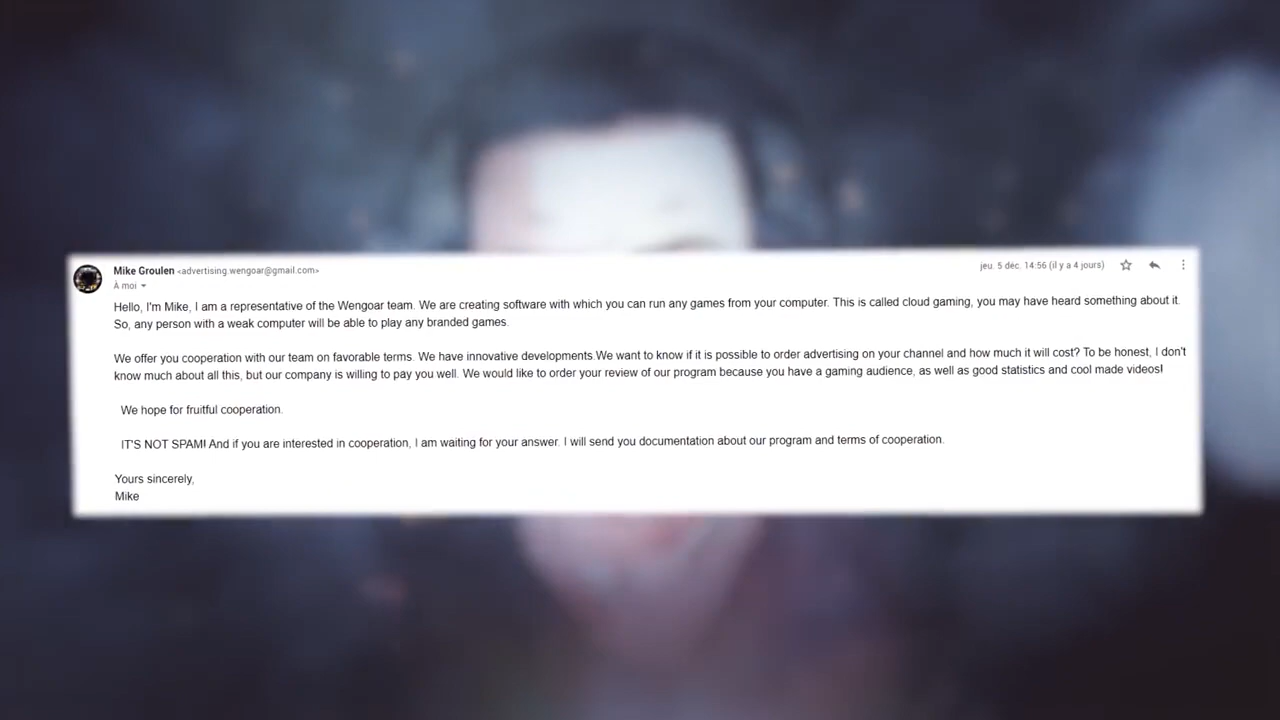 Mike Groulen <advertising.wengoar@gmail.com>
jeu. 5 déc. 14:56 (il y a 4 jours)
À moi
Hello, I'm Mike, I am a representative of the Wengoar team. We are creating software with which you can run any games from your computer. This is called cloud gaming, you may have heard something about it.
So, any person with a weak computer will be able to play any branded games.
We offer you cooperation with our team on favorable terms. We have innovative developments.We want to know if it is possible to order advertising on your channel and how much it will cost? To be honest, I don't
know much about all this, but our company is willing to pay you well. We would like to order your review of our program because you have a gaming audience, as well as good statistics and cool made videos!
We hope for fruitful cooperation.
IT'S NOT SPAM! And if you are interested in cooperation, I am waiting for your answer. I will send you documentation about our program and terms of cooperation.
Yours sincerely,
Mike